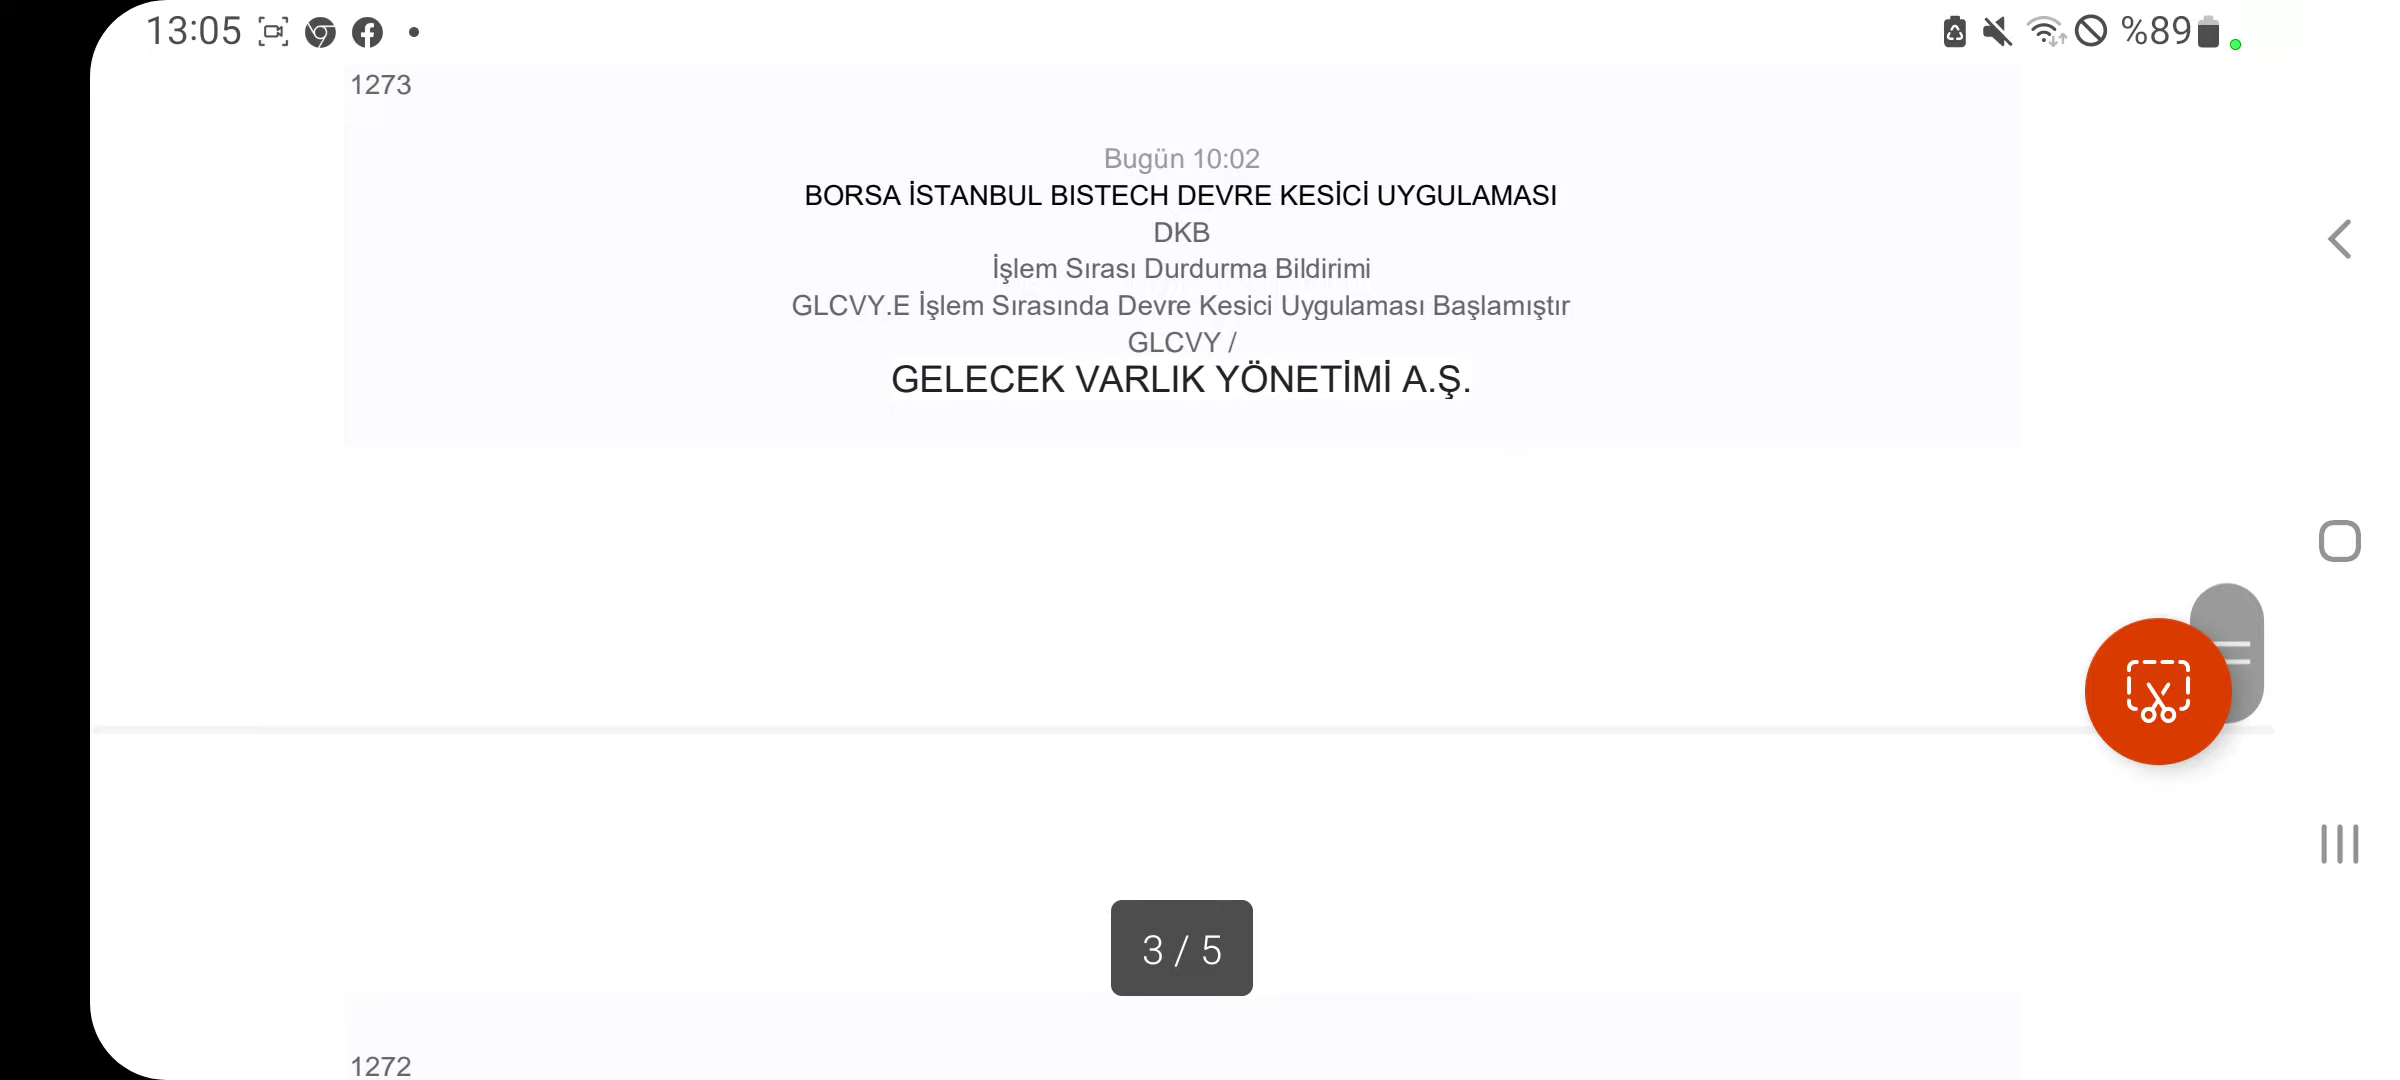 13:05
%89
1273
Bugün 10:02
BORSA İSTANBUL BISTECH DEVRE KESİCİ UYGULAMASI
DKB
İşlem Sırası Durdurma Bildirimi
GLCVY.E İşlem Sırasında Devre Kesici Uygulaması Başlamıştır
GLCVY /
GELECEK VARLIK YÖNETİMİ A.Ş.
3 / 5
1272